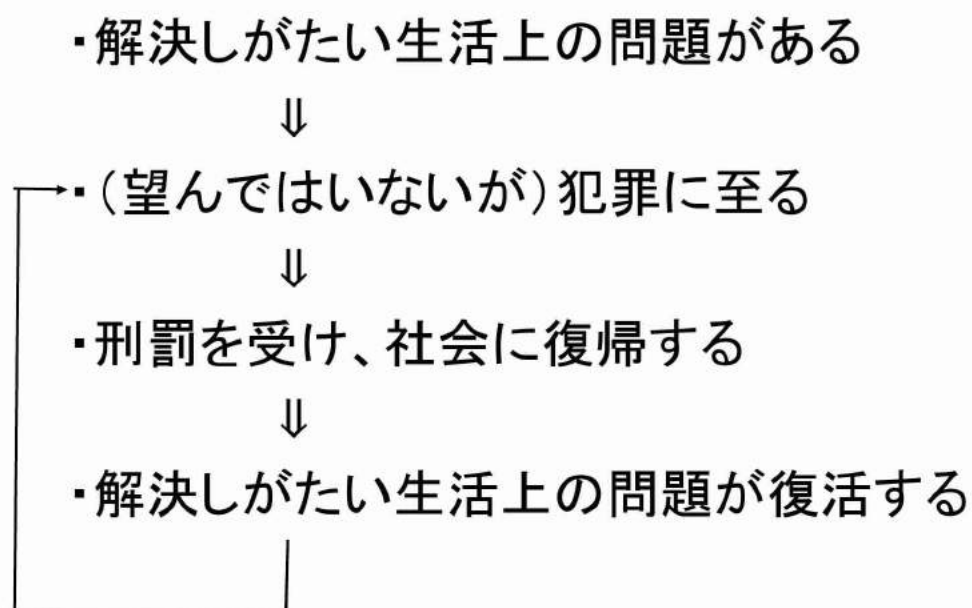 ・解決しがたい生活上の問題がある
⇓
・(望んではいないが)犯罪に至る
⇓
・刑罰を受け、社会に復帰する
⇓
・解決しがたい生活上の問題が復活する